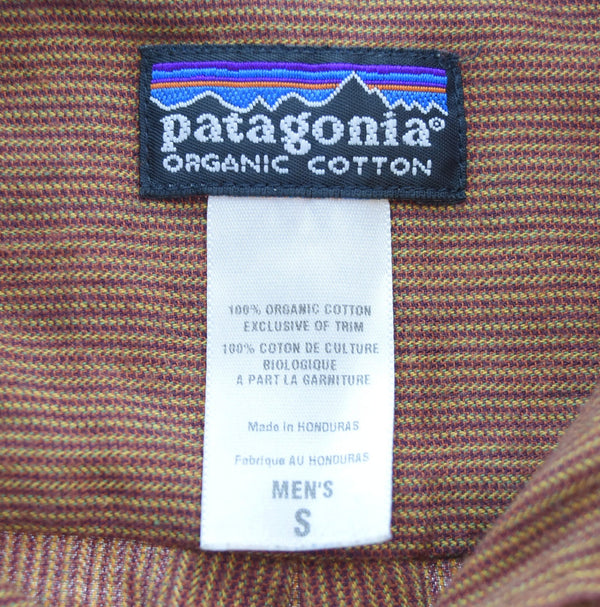 patagonia®
ORGANIC COTTON
100% ORGANIC COTTON
EXCLUSIVE OF TRIM
100% COTON DE CULTURE
BIOLOGIQUE
A PART LA GARNITURE
Made in HONDURAS
Fabrique AU HONDURAS
MEN'S
S